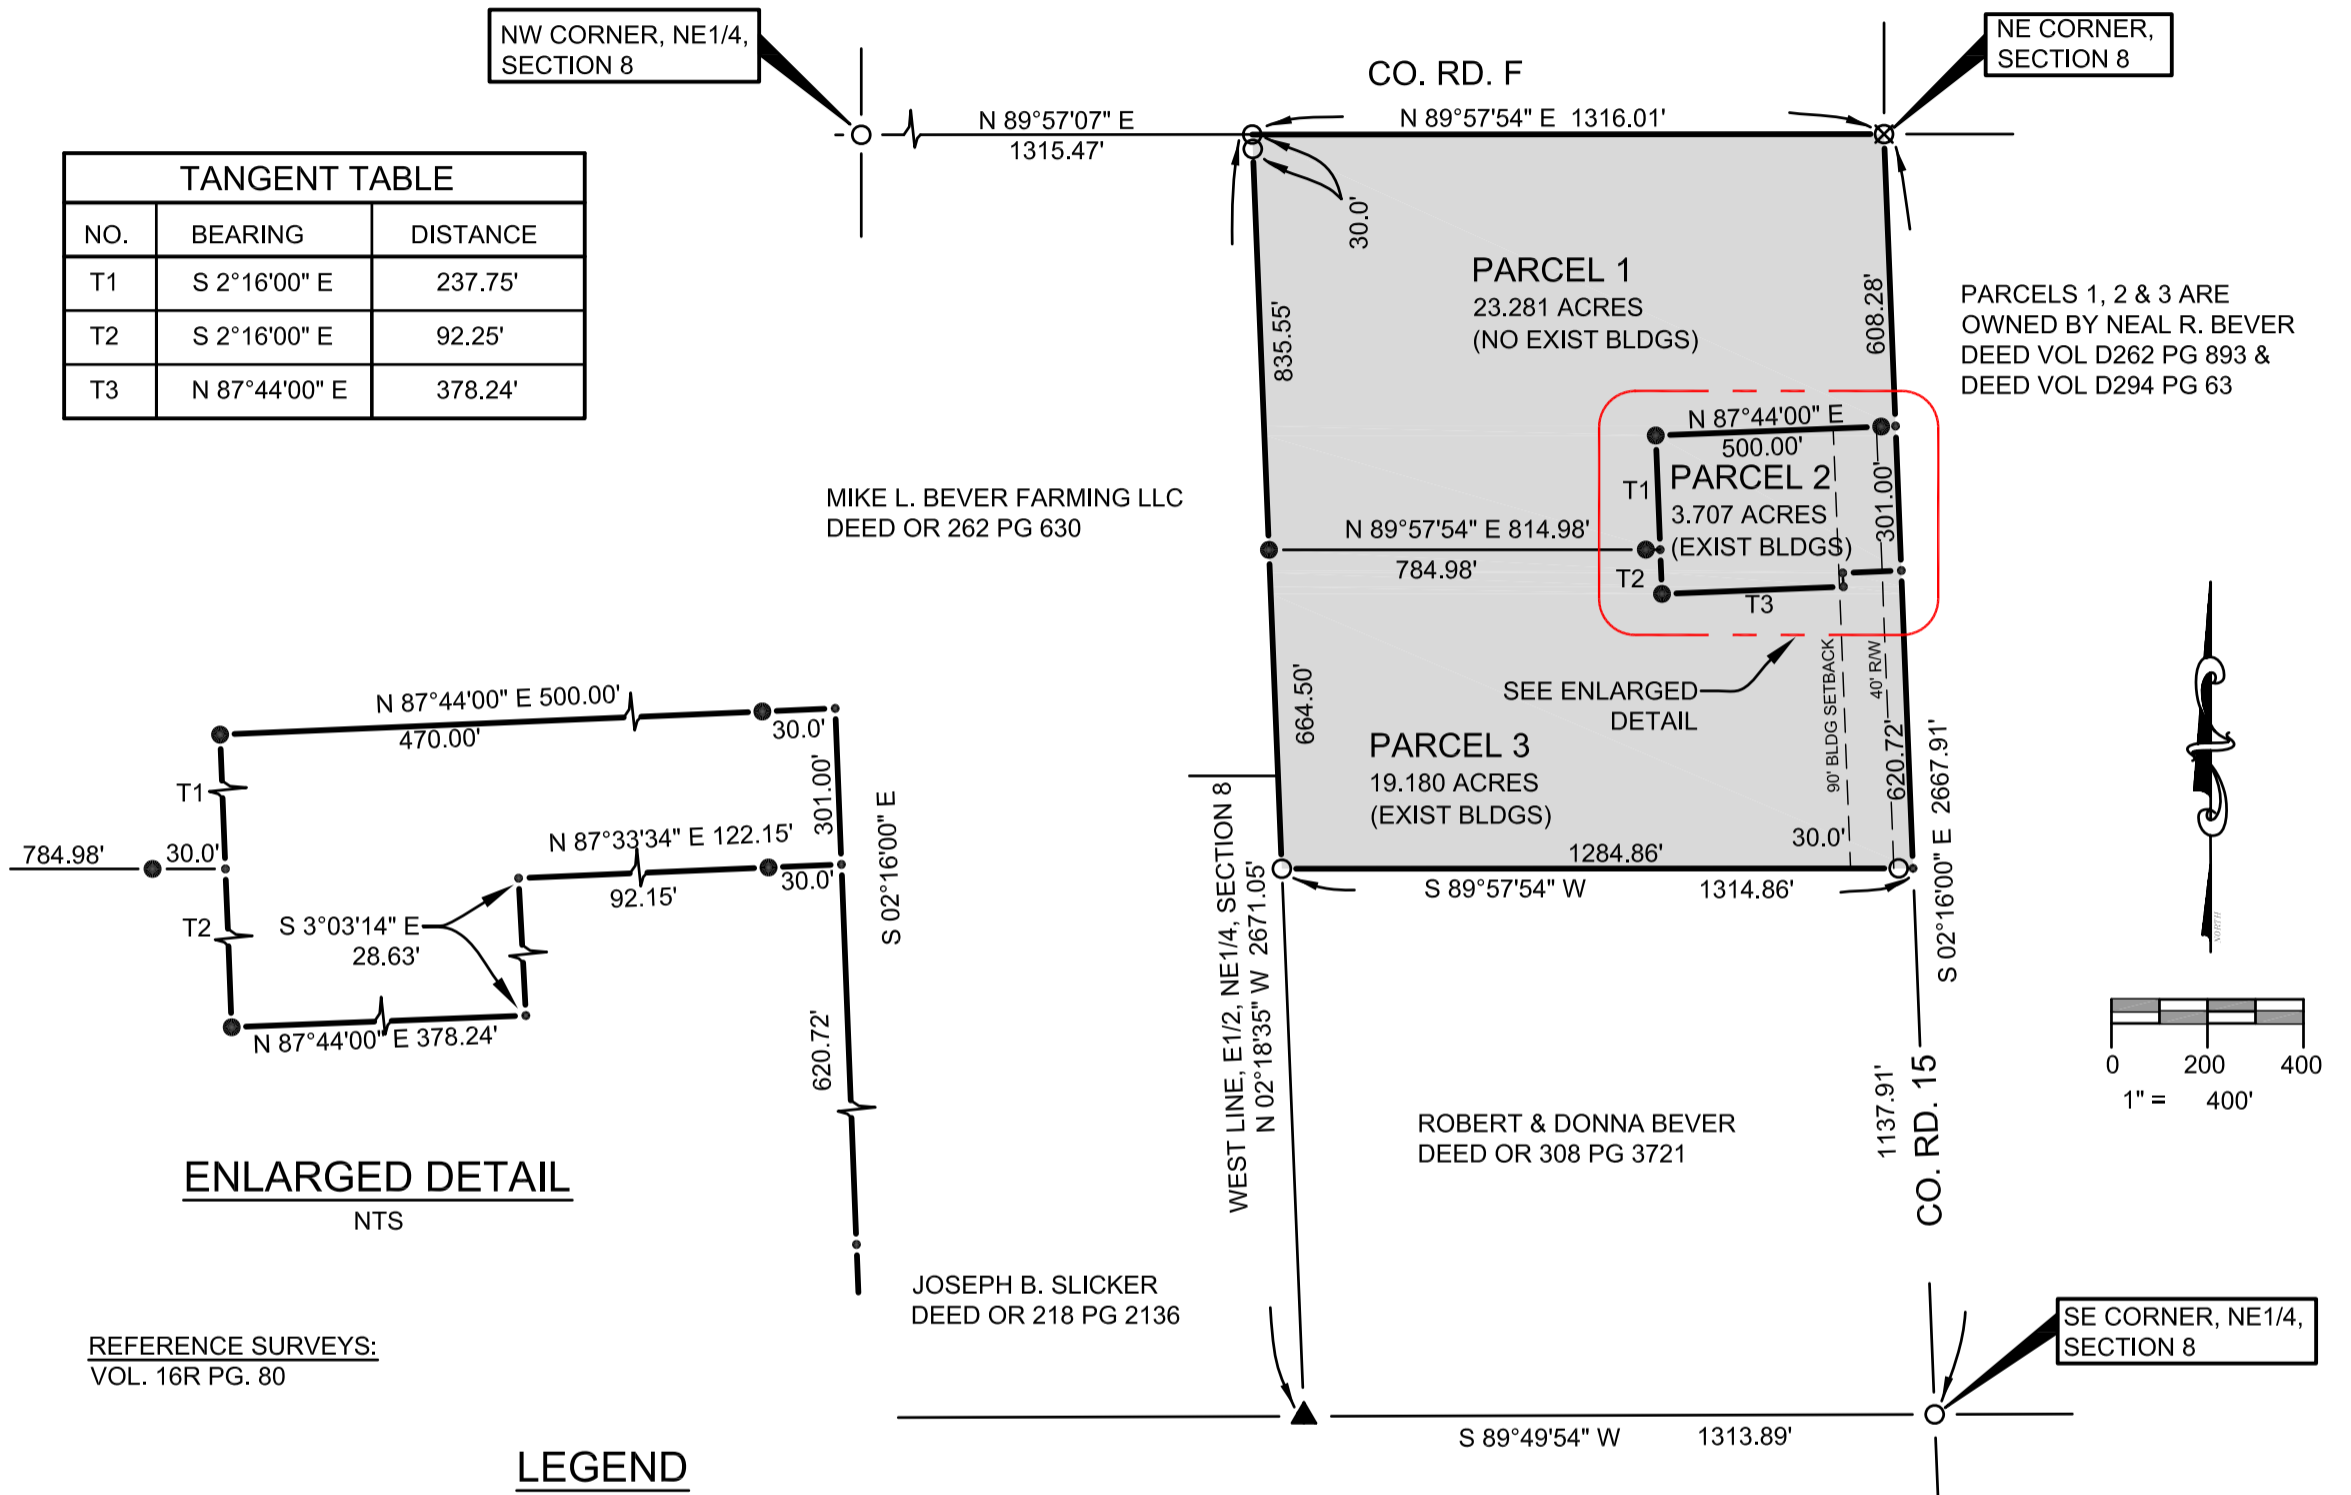 NW CORNER, NE1/4,
SECTION 8
CO. RD. F
NE CORNER,
SECTION 8
N 89°57'07" E
1315.47'
N 89°57'54" E 1316.01'
30.0'
TANGENT TABLE
NO. BEARING DISTANCE
T1 S 2°16'00" E 237.75'
T2 S 2°16'00" E 92.25'
T3 N 87°44'00" E 378.24'
PARCEL 1
23.281 ACRES
(NO EXIST BLDGS)
835.55'
608.28'
PARCELS 1, 2 & 3 ARE
OWNED BY NEAL R. BEVER
DEED VOL D262 PG 893 &
DEED VOL D294 PG 63
N 87°44'00" E
500.00'
T1
PARCEL 2
3.707 ACRES
(EXIST BLDGS)
301.00'
MIKE L. BEVER FARMING LLC
DEED OR 262 PG 630
N 89°57'54" E 814.98'
784.98'
T2
T3
SEE ENLARGED
DETAIL
90' BLDG SETBACK
40' R/W
664.50'
PARCEL 3
19.180 ACRES
(EXIST BLDGS)
620.72'
30.0'
1284.86'
S 89°57'54" W 1314.86'
S 02°16'00" E 2667.91'
WEST LINE, E1/2, NE1/4, SECTION 8
N 02°18'35" W 2671.05'
N 87°44'00" E 500.00'
470.00'
30.0'
T1
301.00'
S 02°16'00" E
N 87°33'34" E 122.15'
784.98'
30.0'
92.15'
30.0'
T2
S 3°03'14" E
28.63'
N 87°44'00" E 378.24'
620.72'
ENLARGED DETAIL
NTS
NORTH
0 200 400
1" = 400'
1137.91'
CO. RD. 15
ROBERT & DONNA BEVER
DEED OR 308 PG 3721
JOSEPH B. SLICKER
DEED OR 218 PG 2136
SE CORNER, NE1/4,
SECTION 8
REFERENCE SURVEYS:
VOL. 16R PG. 80
S 89°49'54" W 1313.89'
LEGEND